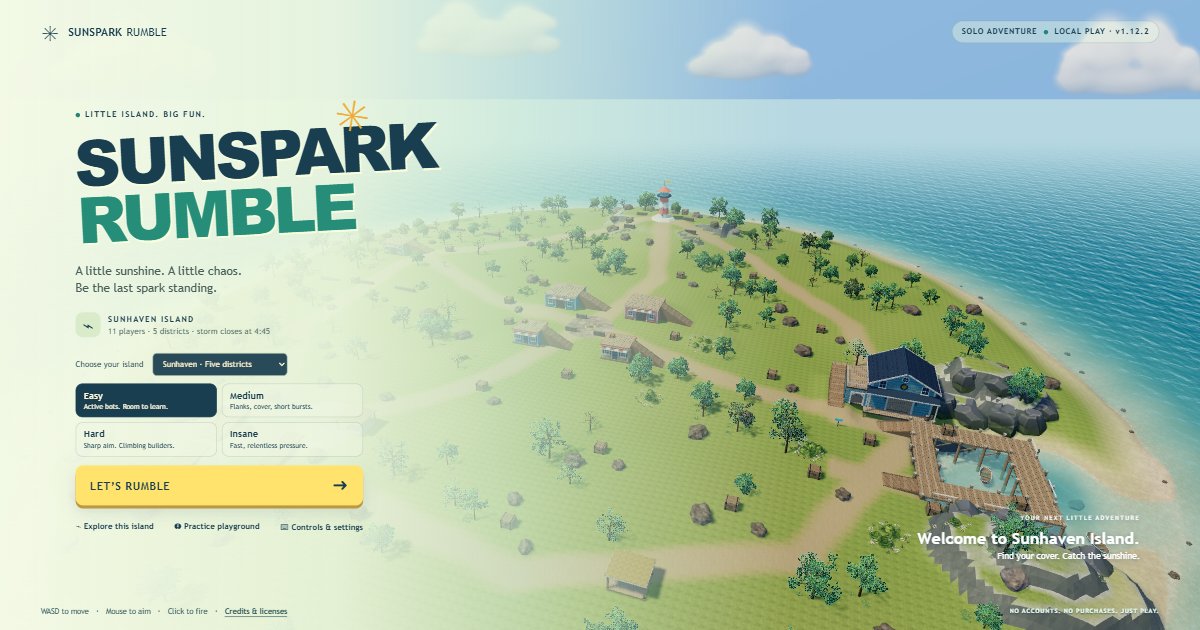 SUNSPARK RUMBLE
SOLO ADVENTURE • LOCAL PLAY · v1.12.2
• LITTLE ISLAND. BIG FUN.
SUNSPARK
RUMBLE
A little sunshine. A little chaos.
Be the last spark standing.
SUNHAVEN ISLAND
11 players · 5 districts · storm closes at 4:45
Choose your island
Sunhaven · Five districts
Easy
Active bots. Room to learn.
Medium
Flanks, cover, short bursts.
Hard
Sharp aim. Climbing builders.
Insane
Fast, relentless pressure.
LET'S RUMBLE →
Explore this island
Practice playground
Controls & settings
YOUR NEXT LITTLE ADVENTURE
Welcome to Sunhaven Island.
Find your cover. Catch the sunshine.
WASD to move · Mouse to aim · Click to fire · Credits & licenses
NO ACCOUNTS. NO PURCHASES. JUST PLAY.